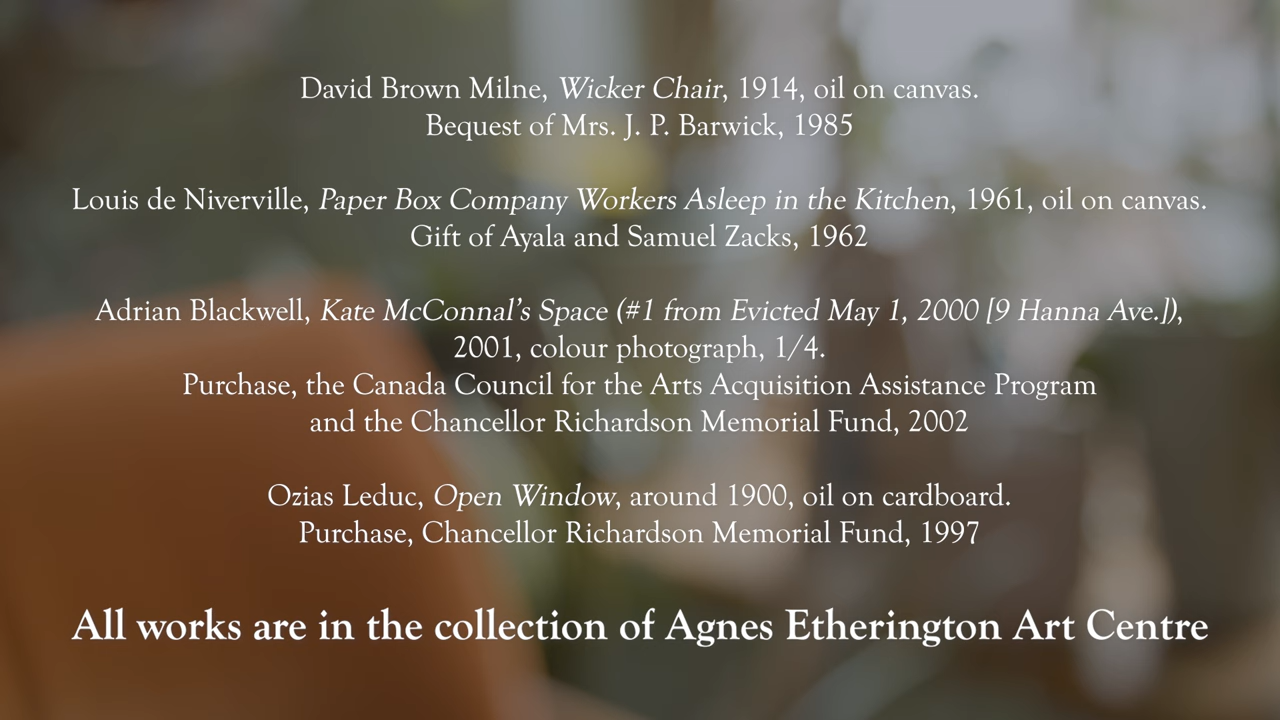 David Brown Milne, Wicker Chair, 1914, oil on canvas.
Bequest of Mrs. J. P. Barwick, 1985
Louis de Niverville, Paper Box Company Workers Asleep in the Kitchen, 1961, oil on canvas.
Gift of Ayala and Samuel Zacks, 1962
Adrian Blackwell, Kate McConnal's Space (#1 from Evicted May 1, 2000 [9 Hanna Ave.]),
2001, colour photograph, 1/4.
Purchase, the Canada Council for the Arts Acquisition Assistance Program
and the Chancellor Richardson Memorial Fund, 2002
Ozias Leduc, Open Window, around 1900, oil on cardboard.
Purchase, Chancellor Richardson Memorial Fund, 1997
All works are in the collection of Agnes Etherington Art Centre